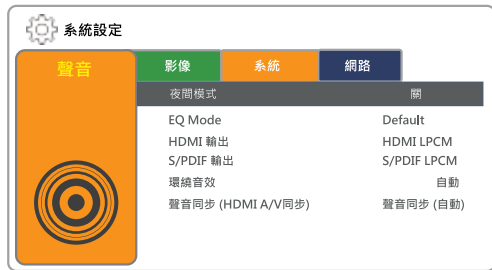 系統設定
聲音 影像 系統 網路
夜間模式 關
EQ Mode Default
HDMI 輸出 HDMI LPCM
S/PDIF 輸出 S/PDIF LPCM
環繞音效 自動
聲音同步 (HDMI A/V同步) 聲音同步 (自動)